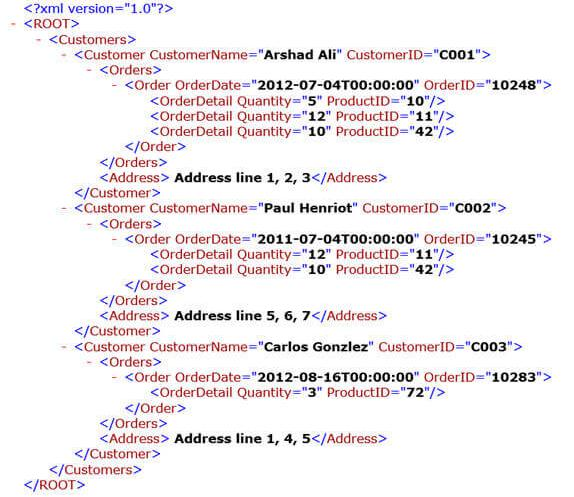 <?xml version="1.0"?>
- <ROOT>
- <Customers>
- <Customer CustomerName="Arshad Ali" CustomerID="C001">
- <Orders>
- <Order OrderDate="2012-07-04T00:00:00" OrderID="10248">
<OrderDetail Quantity="5" ProductID="10"/>
<OrderDetail Quantity="12" ProductID="11"/>
<OrderDetail Quantity="10" ProductID="42"/>
</Order>
</Orders>
<Address> Address line 1, 2, 3</Address>
</Customer>
- <Customer CustomerName="Paul Henriot" CustomerID="C002">
- <Orders>
- <Order OrderDate="2011-07-04T00:00:00" OrderID="10245">
<OrderDetail Quantity="12" ProductID="11"/>
<OrderDetail Quantity="10" ProductID="42"/>
</Order>
</Orders>
<Address> Address line 5, 6, 7</Address>
</Customer>
- <Customer CustomerName="Carlos Gonzlez" CustomerID="C003">
- <Orders>
- <Order OrderDate="2012-08-16T00:00:00" OrderID="10283">
<OrderDetail Quantity="3" ProductID="72"/>
</Order>
</Orders>
<Address> Address line 1, 4, 5</Address>
</Customer>
</Customers>
</ROOT>